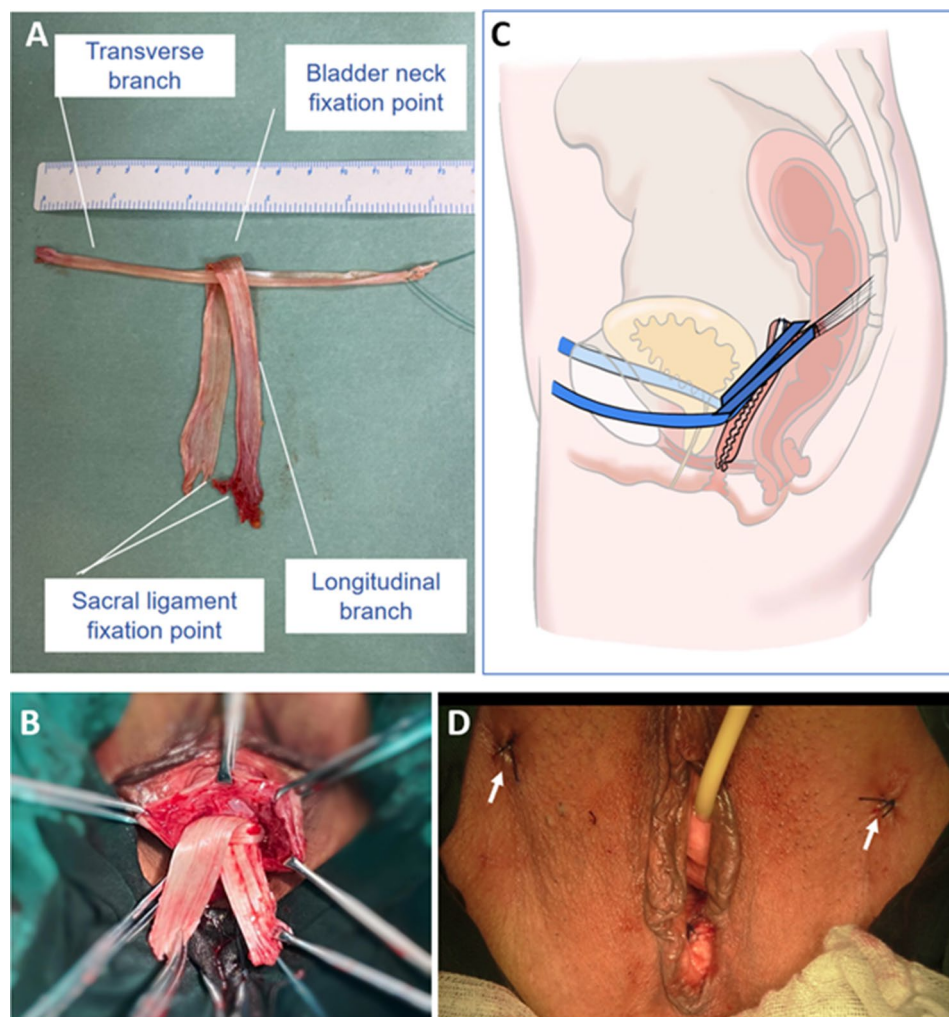 A
Transverse
branch
Bladder neck
fixation point
Sacral ligament
fixation point
Longitudinal
branch
C
B
D